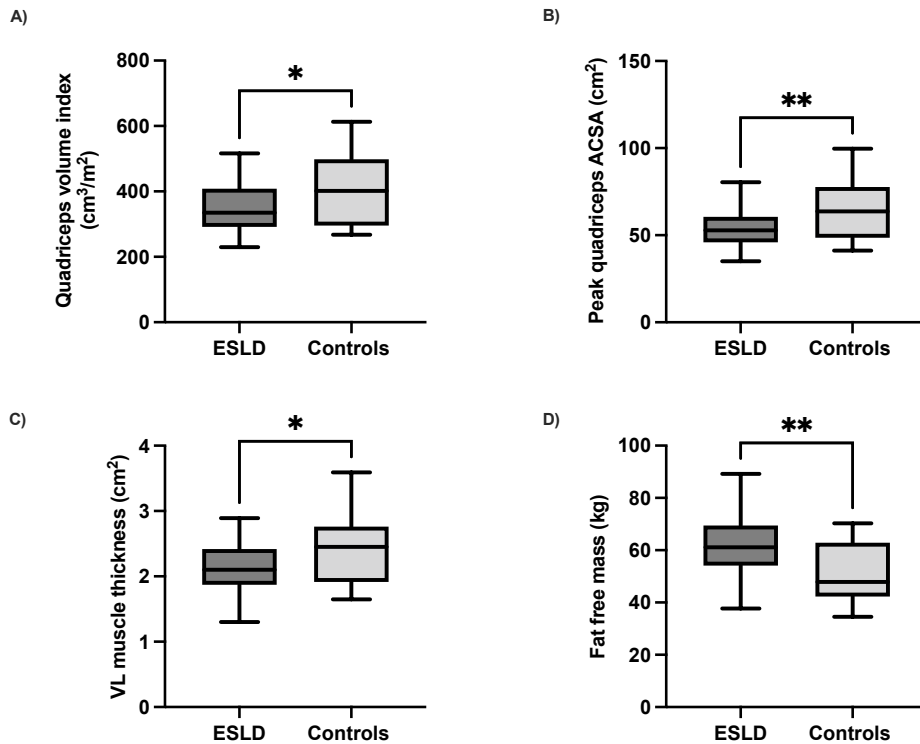 A)
Quadriceps volume index
(cm³/m²)
800
600
400
200
0
*
ESLD Controls
B)
Peak quadriceps ACSA (cm²)
150
100
50
0
**
ESLD Controls
C)
VL muscle thickness (cm²)
4
3
2
1
0
*
ESLD Controls
D)
Fat free mass (kg)
100
80
60
40
20
0
**
ESLD Controls